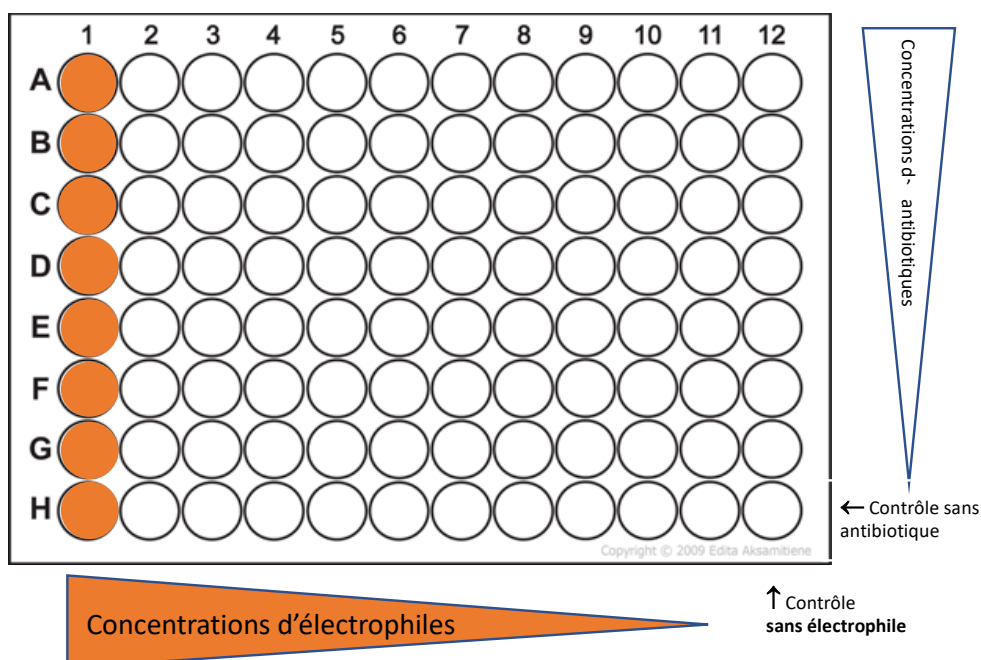 1 2 3 4 5 6 7 8 9 10 11 12
A
B
C
D
E
F
G
H
Copyright © 2009 Edita Aksamitiene
Concentrations d、 antibiotiques
← Contrôle sans
antibiotique
Concentrations d’électrophiles
↑ Contrôle
sans électrophile